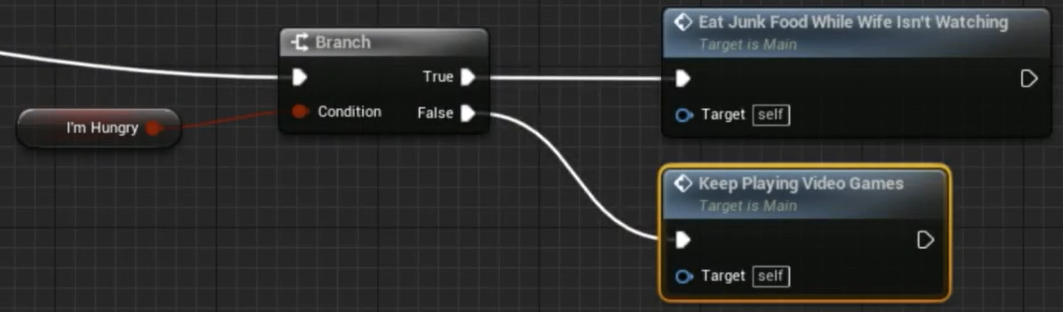 Branch
True
I'm Hungry
Condition
False
Eat Junk Food While Wife Isn't Watching
Target is Main
Target self
Keep Playing Video Games
Target is Main
Target self